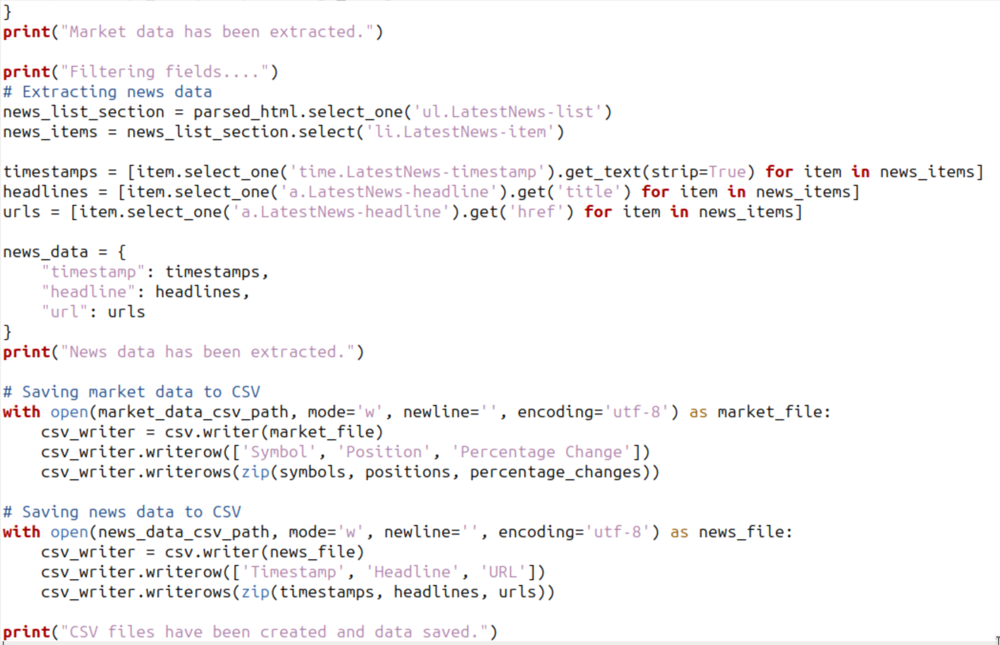 }
print("Market data has been extracted.")
print("Filtering fields....")
# Extracting news data
news_list_section = parsed_html.select_one('ul.LatestNews-list')
news_items = news_list_section.select('li.LatestNews-item')
timestamps = [item.select_one('time.LatestNews-timestamp').get_text(strip=True) for item in news_items]
headlines = [item.select_one('a.LatestNews-headline').get('title') for item in news_items]
urls = [item.select_one('a.LatestNews-headline').get('href') for item in news_items]
news_data = {
    "timestamp": timestamps,
    "headline": headlines,
    "url": urls
}
print("News data has been extracted.")
# Saving market data to CSV
with open(market_data_csv_path, mode='w', newline='', encoding='utf-8') as market_file:
    csv_writer = csv.writer(market_file)
    csv_writer.writerow(['Symbol', 'Position', 'Percentage Change'])
    csv_writer.writerows(zip(symbols, positions, percentage_changes))
# Saving news data to CSV
with open(news_data_csv_path, mode='w', newline='', encoding='utf-8') as news_file:
    csv_writer = csv.writer(news_file)
    csv_writer.writerow(['Timestamp', 'Headline', 'URL'])
    csv_writer.writerows(zip(timestamps, headlines, urls))
print("CSV files have been created and data saved.")